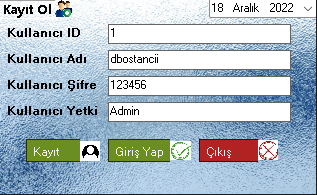 Kayıt Ol
18 Aralık 2022
Kullanıcı ID 1
Kullanıcı Adı dbostancii
Kullanıcı Şifre 123456
Kullanıcı Yetki Admin
Kayıt Giriş Yap Çıkış